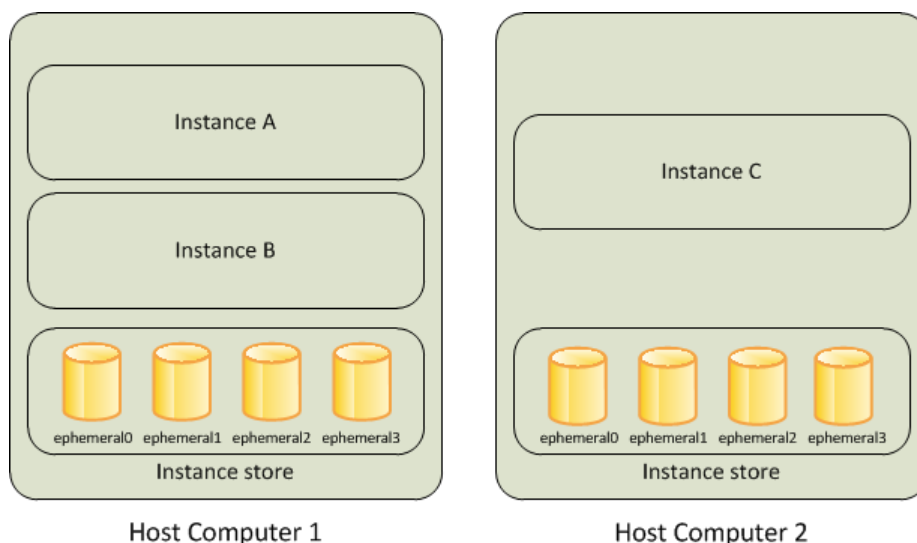 Instance A
Instance B
ephemeral0 ephemeral1 ephemeral2 ephemeral3
Instance store
Host Computer 1
Instance C
ephemeral0 ephemeral1 ephemeral2 ephemeral3
Instance store
Host Computer 2